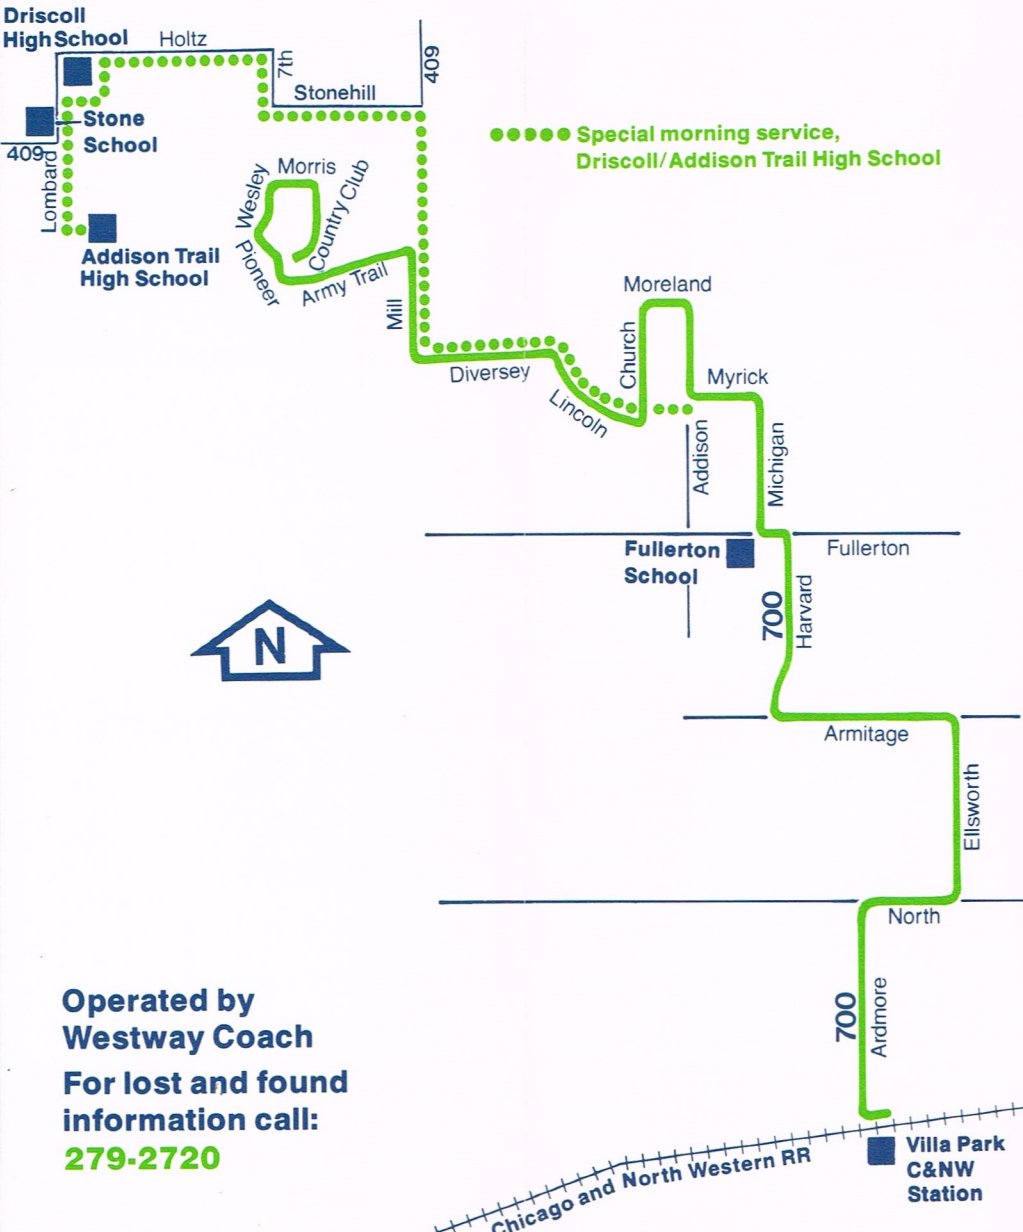 Driscoll
High School
Holtz
7th
409
Stonehill
Stone
School
409
Lombard
Special morning service,
Driscoll/Addison Trail High School
Morris
Wesley
Country Club
Pioneer
Army Trail
Addison Trail
High School
Mill
Moreland
Church
Diversey
Myrick
Lincoln
Addison
Michigan
Fullerton
School
Fullerton
700
Harvard
N
Armitage
Ellsworth
North
Operated by
Westway Coach
For lost and found
information call:
279-2720
700
Ardmore
Villa Park
C&NW
Station
Chicago and North Western RR